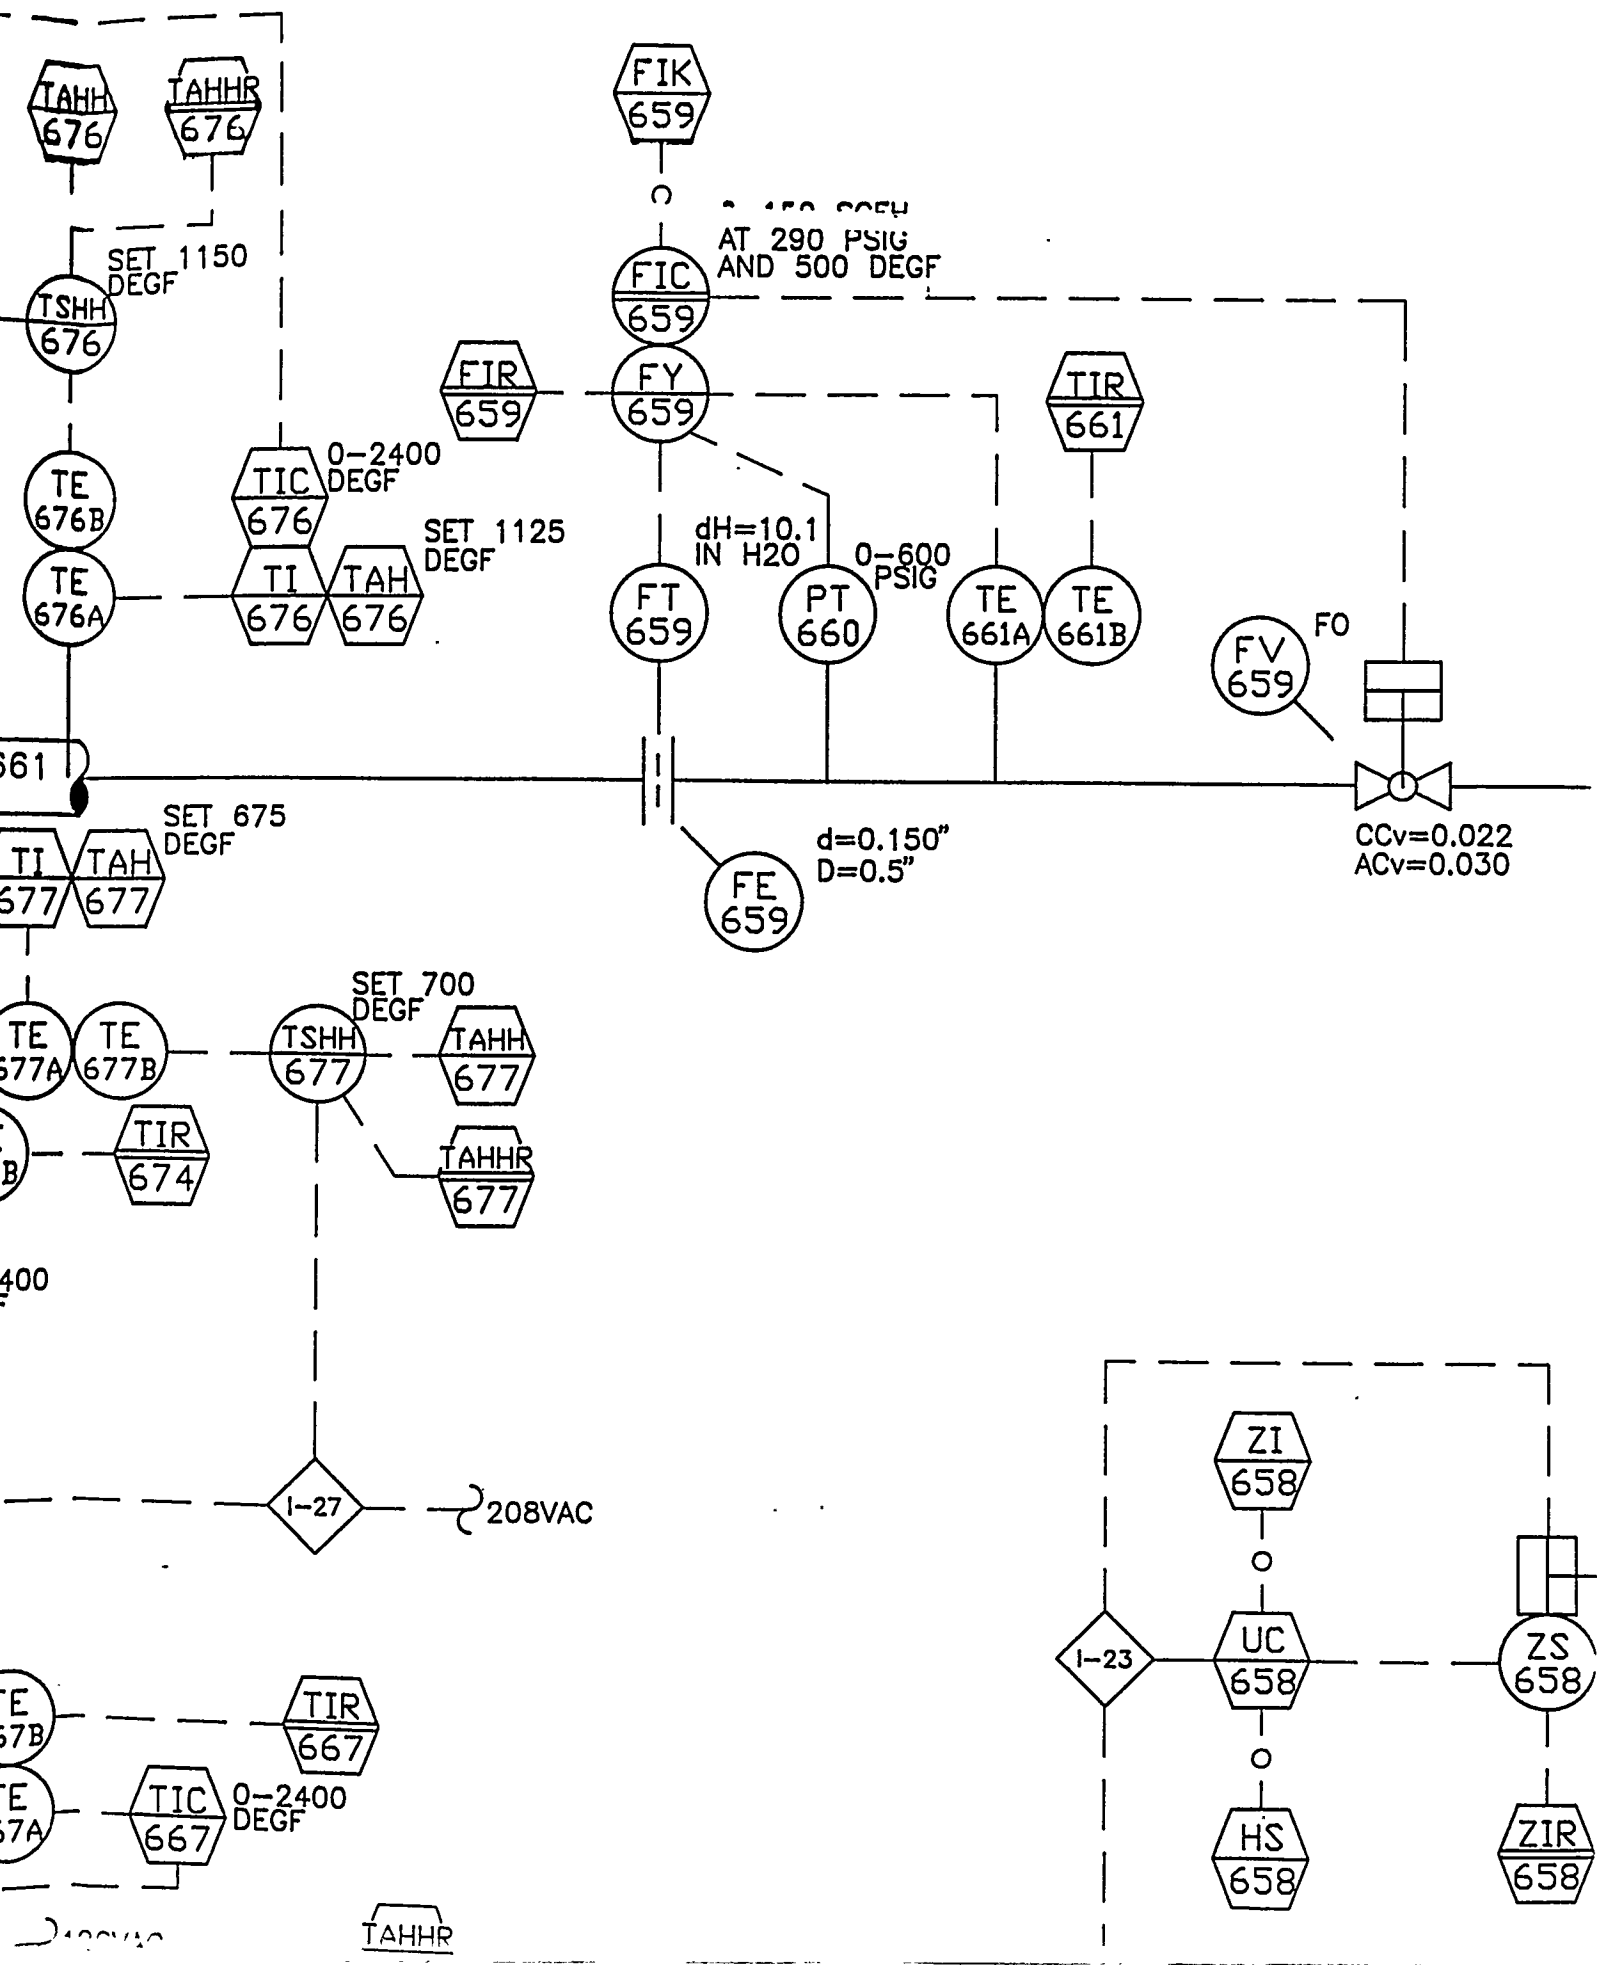 TAHH
676
TAHHR
676
FIK
659
AT 290 PSIG
AND 500 DEGF
SET 1150
DEGF
TSHH
676
FIC
659
FIR
659
FY
659
TIR
661
TE
676B
TIC
676
0-2400
DEGF
SET 1125
DEGF
TE
676A
TI
676
TAH
676
dH=10.1
IN H2O
0-600
PSIG
FT
659
PT
660
TE
661A
TE
661B
FV
659
FO
661
SET 675
DEGF
TI
677
TAH
677
d=0.150"
D=0.5"
FE
659
CCv=0.022
ACv=0.030
SET 700
DEGF
TE
677A
TE
677B
TSHH
677
TAHH
677
B
TIR
674
TAHHR
677
400
I-27
208VAC
ZI
658
I-23
UC
658
ZS
658
TE
67B
TIR
667
TE
67A
TIC
667
0-2400
DEGF
HS
658
ZIR
658
TAHHR